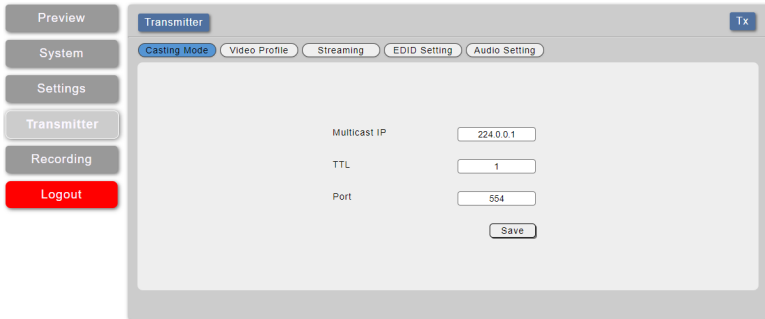 Preview
System
Settings
Transmitter
Recording
Logout
Transmitter
Tx
Casting Mode
Video Profile
Streaming
EDID Setting
Audio Setting
Multicast IP
224.0.0.1
TTL
1
Port
554
Save